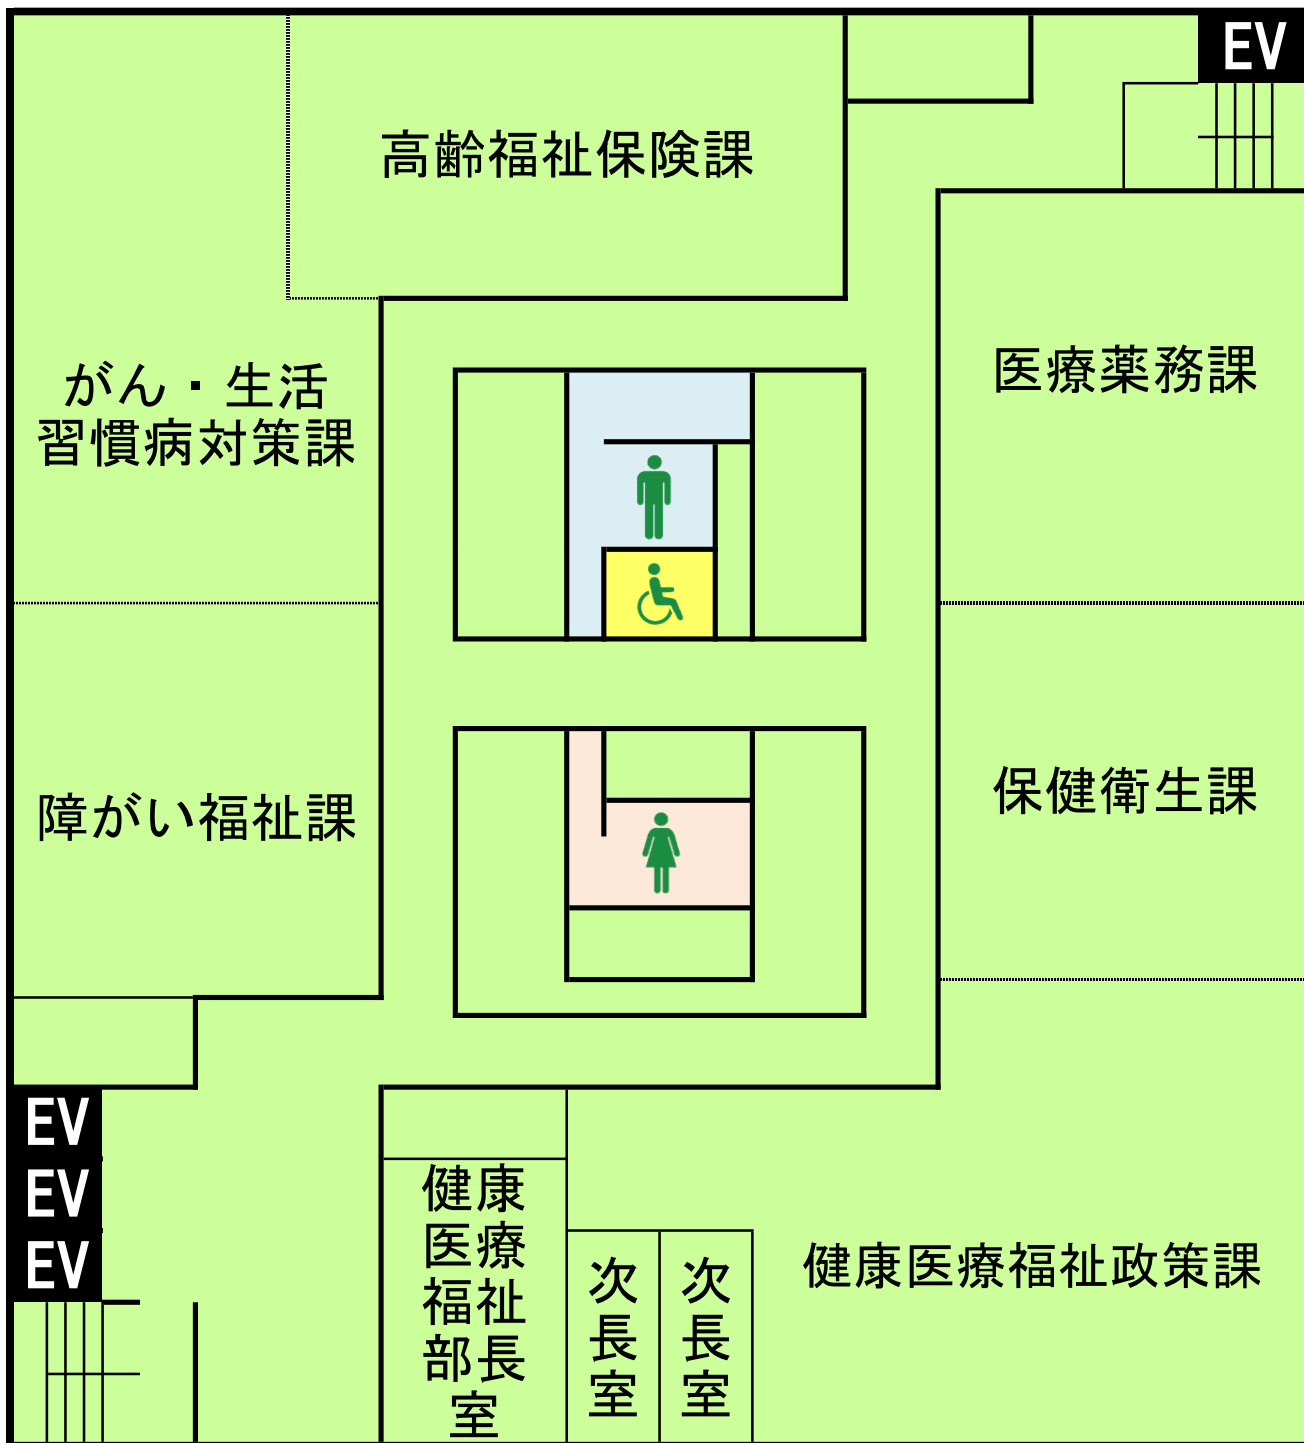 EV
高齢福祉保険課
がん・生活
習慣病対策課
医療薬務課
障がい福祉課
保健衛生課
EV
EV
EV
健康
医療
福祉
部長
室
次長室
次長室
健康医療福祉政策課